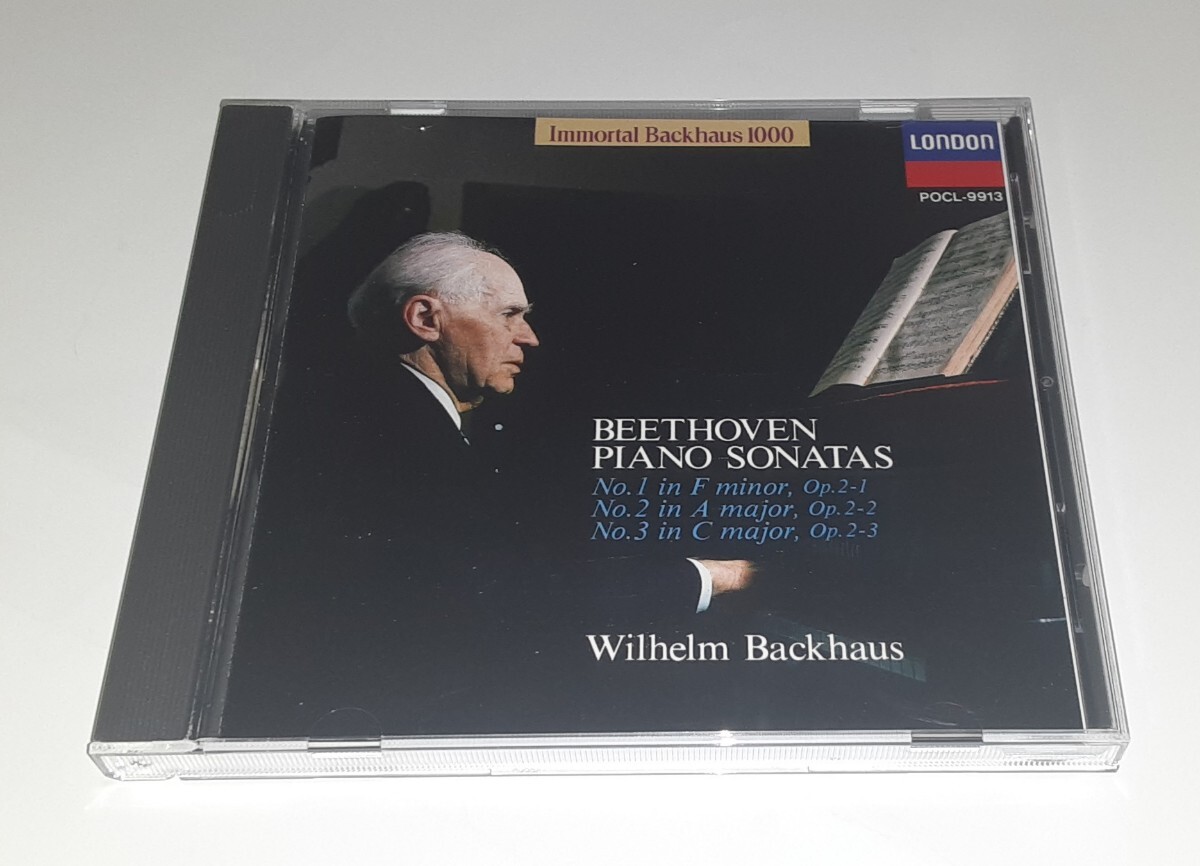 Immortal Backhaus 1000
LONDON
POCL-9913
BEETHOVEN
PIANO SONATAS
No.1 in F minor, Op.2-1
No.2 in A major, Op.2-2
No.3 in C major, Op.2-3
Wilhelm Backhaus